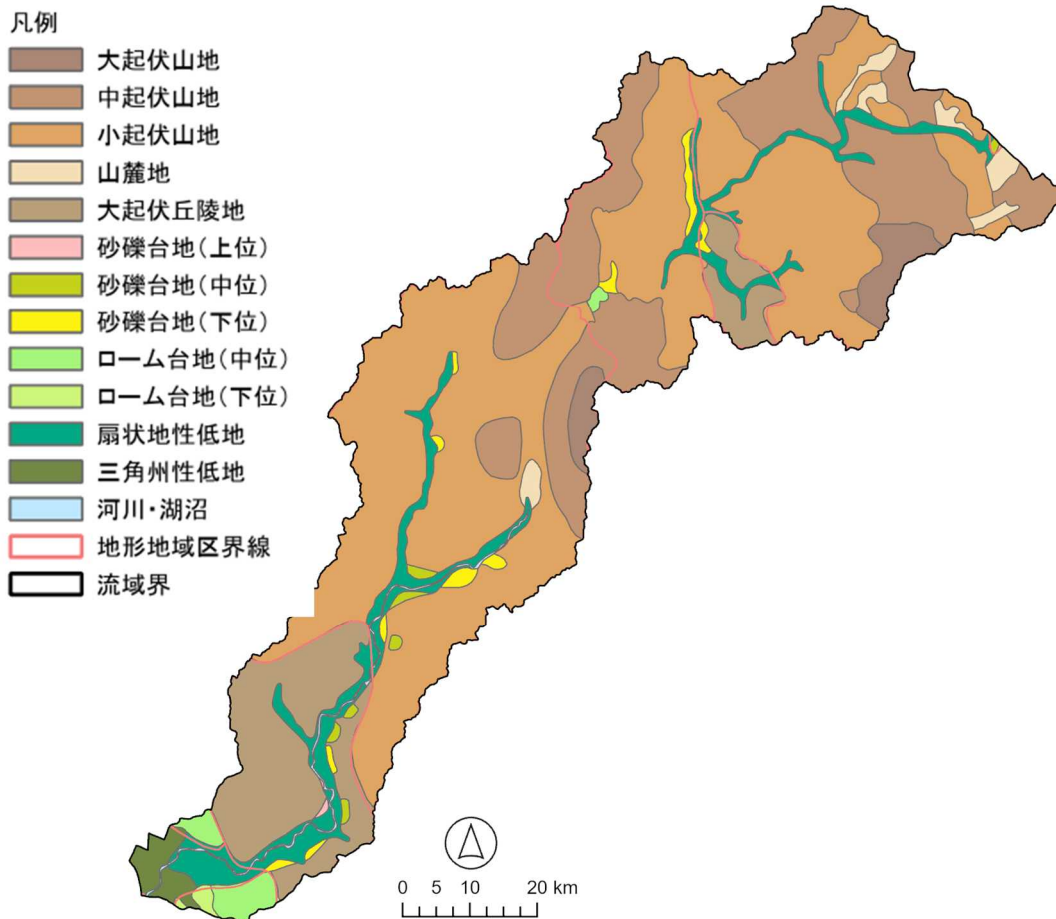 凡例
大起伏山地
中起伏山地
小起伏山地
山麓地
大起伏丘陵地
砂礫台地(上位)
砂礫台地(中位)
砂礫台地(下位)
ローム台地(中位)
ローム台地(下位)
扇状地性低地
三角州性低地
河川・湖沼
地形地域区界線
流域界
0 5 10 20 km